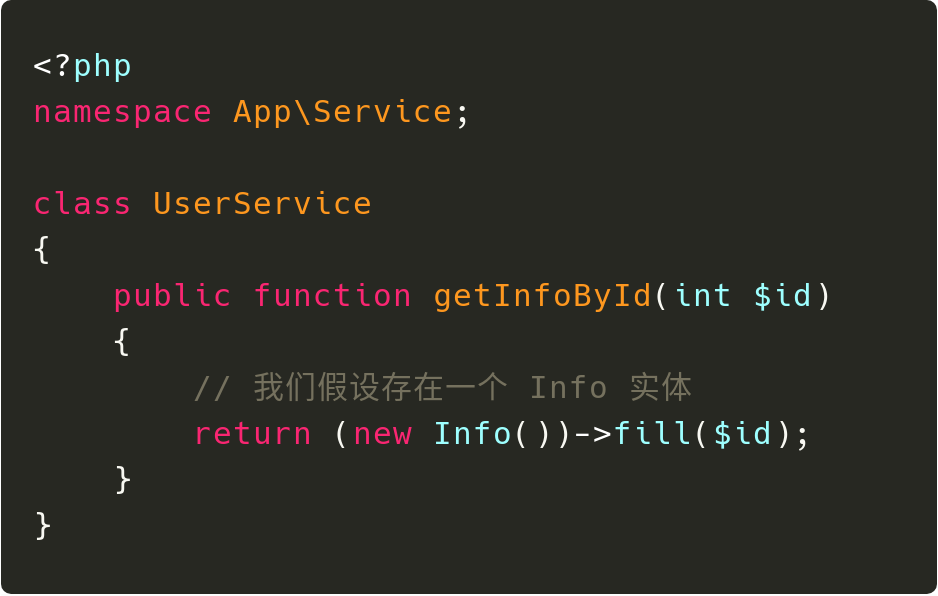 <?php
namespace App\Service;

class UserService
{
    public function getInfoById(int $id)
    {
        // 我们假设存在一个 Info 实体
        return (new Info())->fill($id);
    }
}